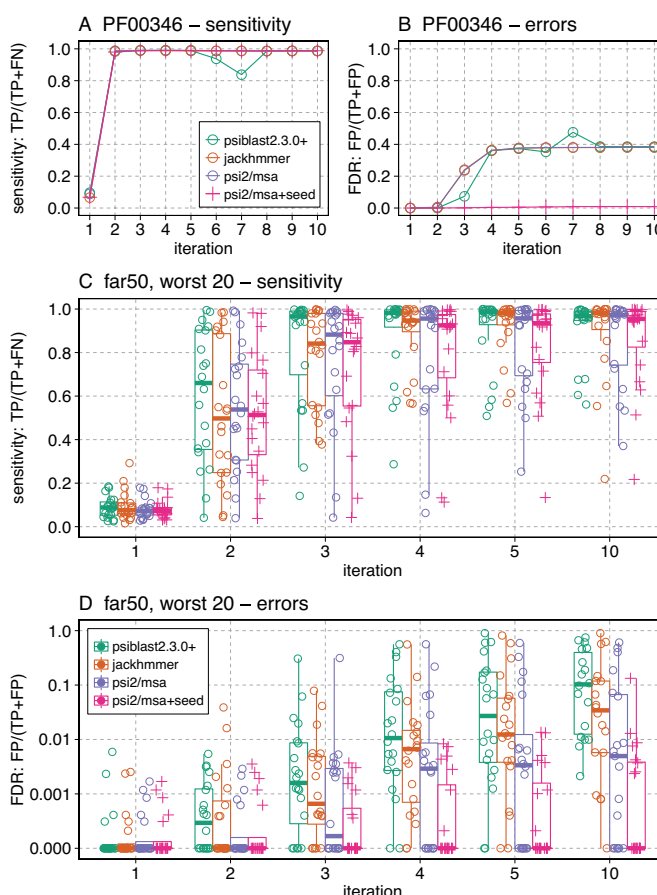 A PF00346 – sensitivity
sensitivity: TP/(TP+FN)
1.0
0.8
0.6
0.4
0.2
0.0
psiblast2.3.0+
jackhmmer
psi2/msa
psi2/msa+seed
1 2 3 4 5 6 7 8 9 10
iteration
B PF00346 – errors
FDR: FP/(TP+FP)
1.0
0.8
0.6
0.4
0.2
0.0
1 2 3 4 5 6 7 8 9 10
iteration
C far50, worst 20 – sensitivity
sensitivity: TP/(TP+FN)
1.0
0.8
0.6
0.4
0.2
0.0
1 2 3 4 5 10
iteration
D far50, worst 20 – errors
FDR: FP/(TP+FP)
1.0
0.1
0.01
0.001
0.000
psiblast2.3.0+
jackhmmer
psi2/msa
psi2/msa+seed
1 2 3 4 5 10
iteration